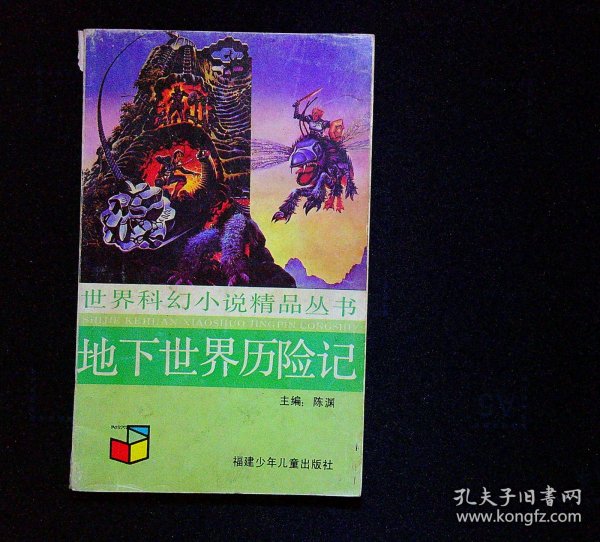 世界科幻小说精品丛书
SHIJIE KEHUAN XIAOSHUO JINGPIN CONGSHU
地下世界历险记
主编：陈渊
福建少年儿童出版社
孔夫子旧书网
www.kongfz.com